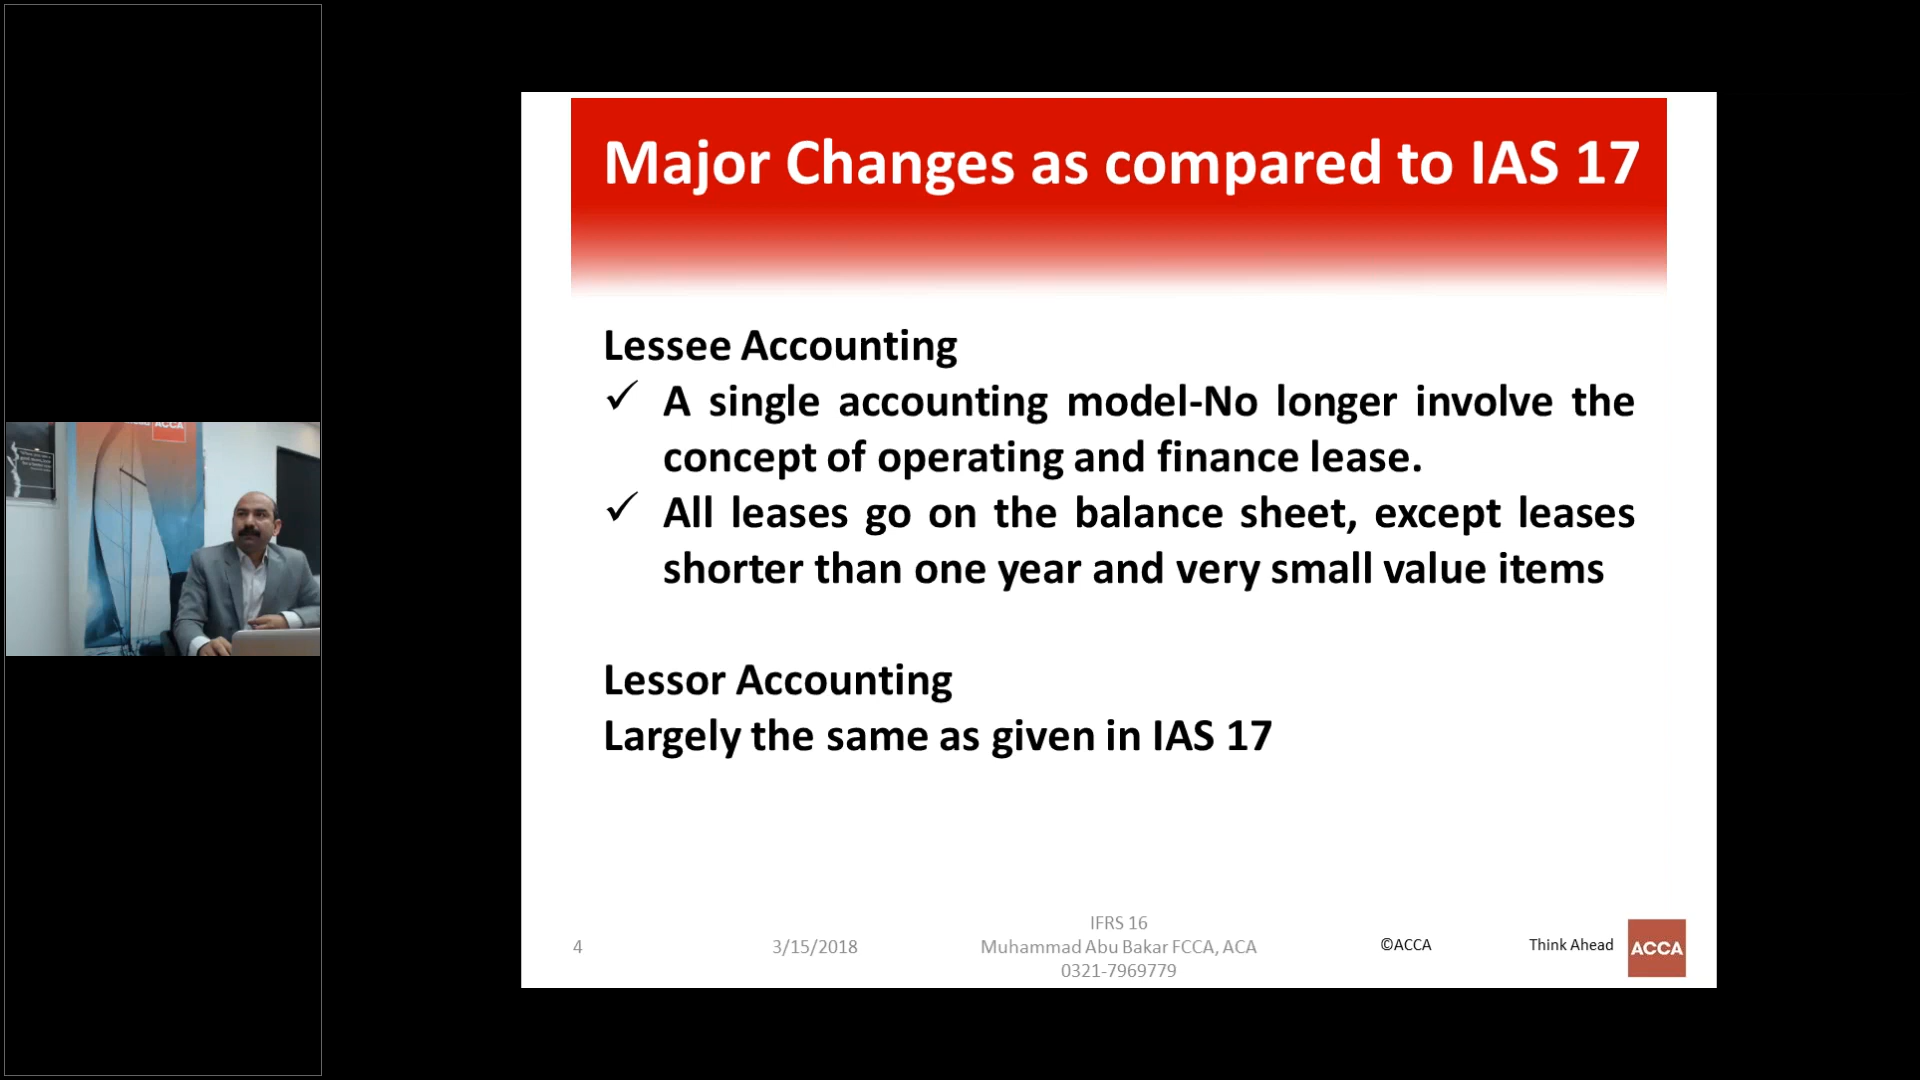 Major Changes as compared to IAS 17
Lessee Accounting
✓ A single accounting model-No longer involve the
concept of operating and finance lease.
✓ All leases go on the balance sheet, except leases
shorter than one year and very small value items
Lessor Accounting
Largely the same as given in IAS 17
4
3/15/2018
IFRS 16
Muhammad Abu Bakar FCCA, ACA
0321-7969779
©ACCA
Think Ahead
ACCA
ACCA